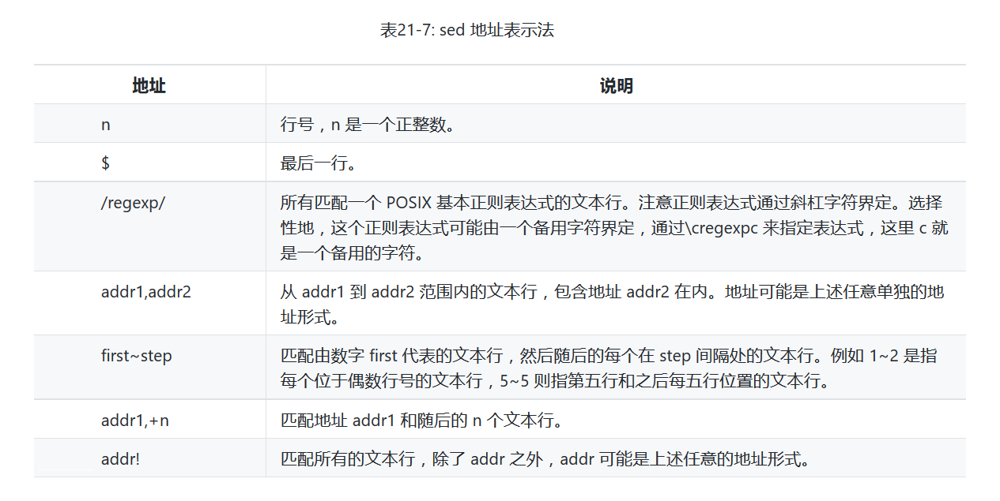 表21-7: sed 地址表示法
地址 说明
n 行号，n 是一个正整数。
$ 最后一行。
/regexp/ 所有匹配一个 POSIX 基本正则表达式的文本行。注意正则表达式通过斜杠字符界定。选择
性地，这个正则表达式可能由一个备用字符界定，通过\cregexpc 来指定表达式，这里 c 就
是一个备用的字符。
addr1,addr2 从 addr1 到 addr2 范围内的文本行，包含地址 addr2 在内。地址可能是上述任意单独的地
址形式。
first~step 匹配由数字 first 代表的文本行，然后随后的每个在 step 间隔处的文本行。例如 1~2 是指
每个位于偶数行号的文本行，5~5 则指第五行和之后每五行位置的文本行。
addr1,+n 匹配地址 addr1 和随后的 n 个文本行。
addr! 匹配所有的文本行，除了 addr 之外，addr 可能是上述任意的地址形式。